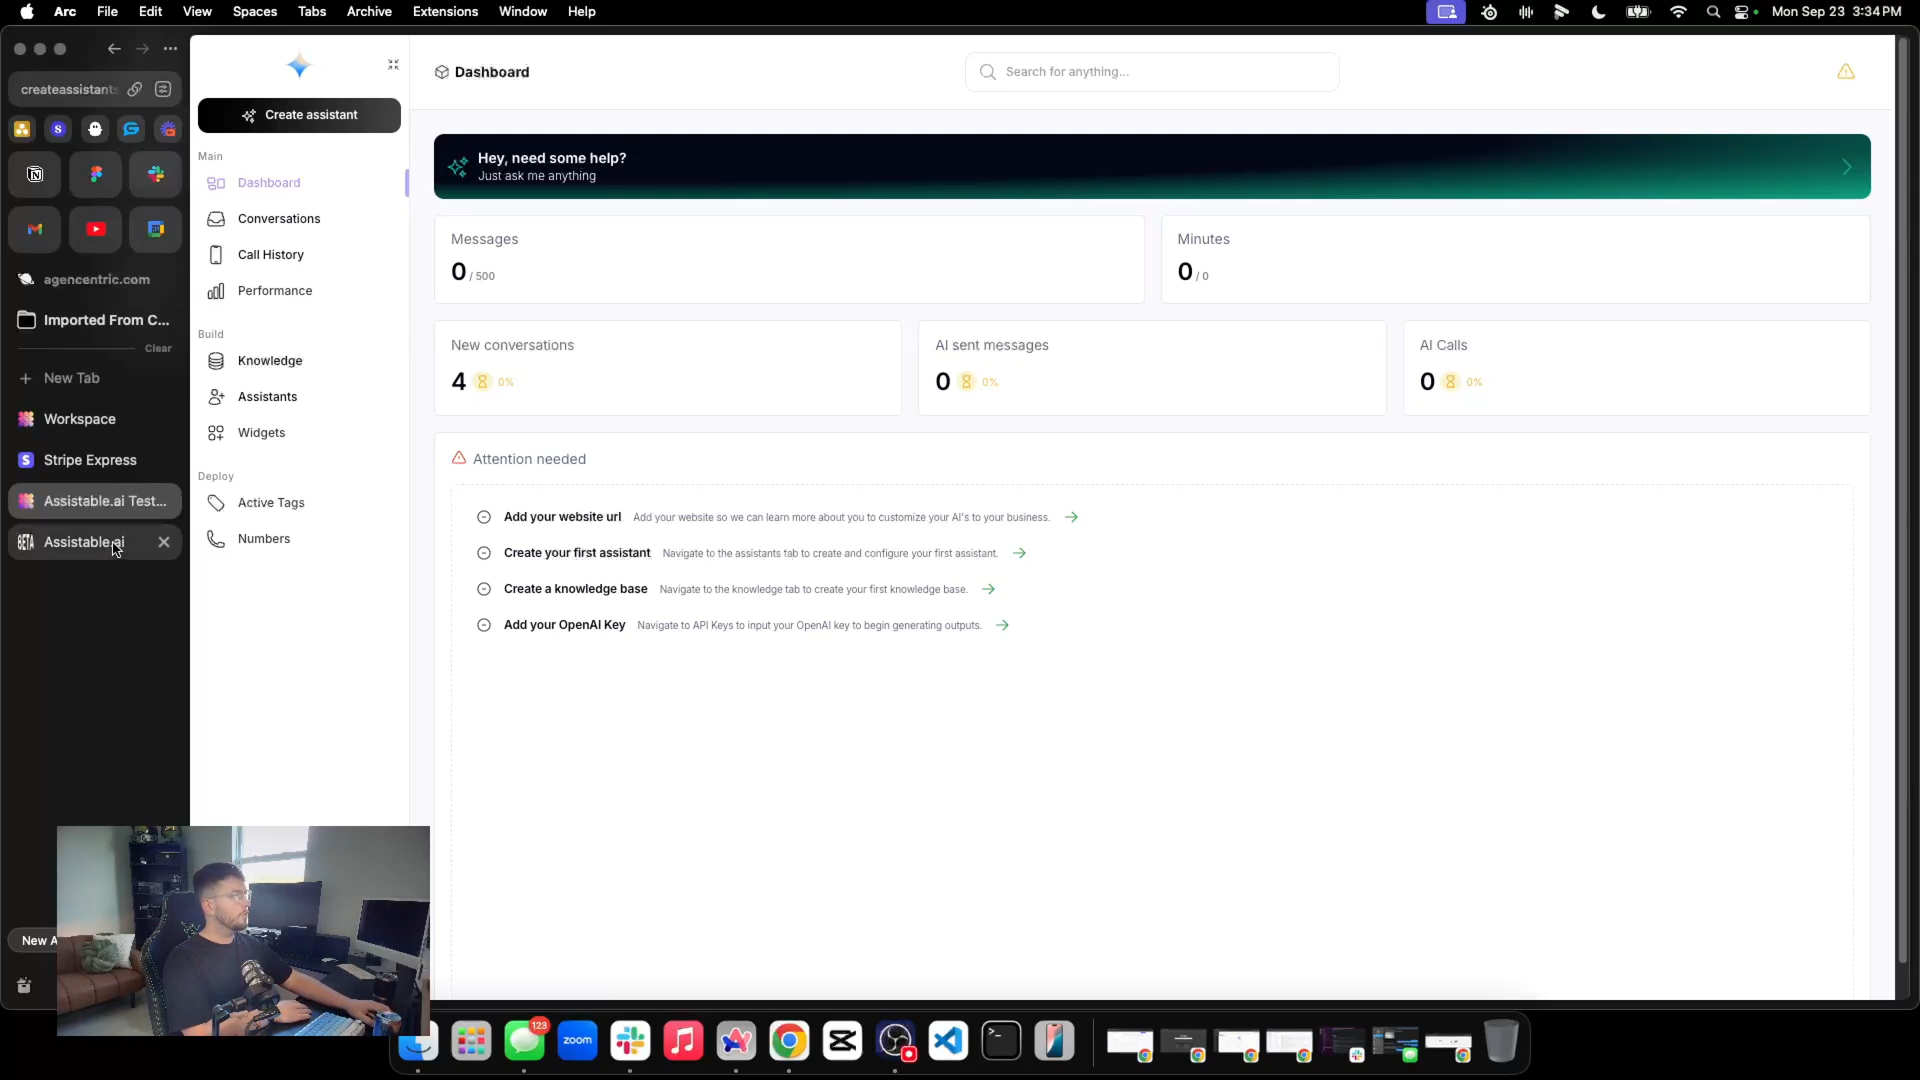 Arc File Edit View Spaces Tabs Archive Extensions Window Help
Mon Sep 23 3:34 PM
createassistants
agencentric.com
Imported From C...
Clear
New Tab
Workspace
Stripe Express
Assistable.ai Test...
Assistable.ai
New A
Create assistant
Main
Dashboard
Conversations
Call History
Performance
Build
Knowledge
Assistants
Widgets
Deploy
Active Tags
Numbers
Dashboard
Search for anything...
Hey, need some help?
Just ask me anything
Messages
0 / 500
Minutes
0 / 0
New conversations
4 0%
AI sent messages
0 0%
AI Calls
0 0%
Attention needed
Add your website url Add your website so we can learn more about you to customize your AI's to your business.
Create your first assistant Navigate to the assistants tab to create and configure your first assistant.
Create a knowledge base Navigate to the knowledge tab to create your first knowledge base.
Add your OpenAI Key Navigate to API Keys to input your OpenAI key to begin generating outputs.
BETA
123
zoom